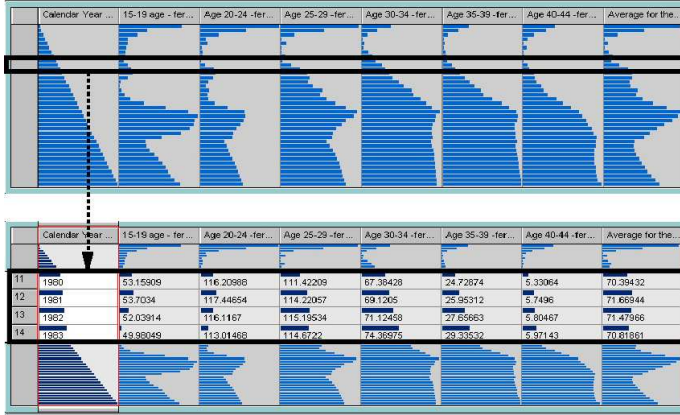 Calendar Year ... 15-19 age - fer... Age 20-24 -fer... Age 25-29 -fer... Age 30-34 -fer... Age 35-39 -fer... Age 40-44 -fer... Average for the...
Calendar Year ... 15-19 age - fer... Age 20-24 -fer... Age 25-29 -fer... Age 30-34 -fer... Age 35-39 -fer... Age 40-44 -fer... Average for the...
11 1980 53.15909 116.20988 111.42209 67.38428 24.72874 5.33064 70.39432
12 1981 53.7034 117.44654 114.22057 69.1205 25.95312 5.7496 71.66944
13 1982 52.03914 116.1167 115.19534 71.12458 27.65663 5.80467 71.47966
14 1983 49.98049 113.01468 114.6722 74.36975 29.33532 5.97143 70.81861